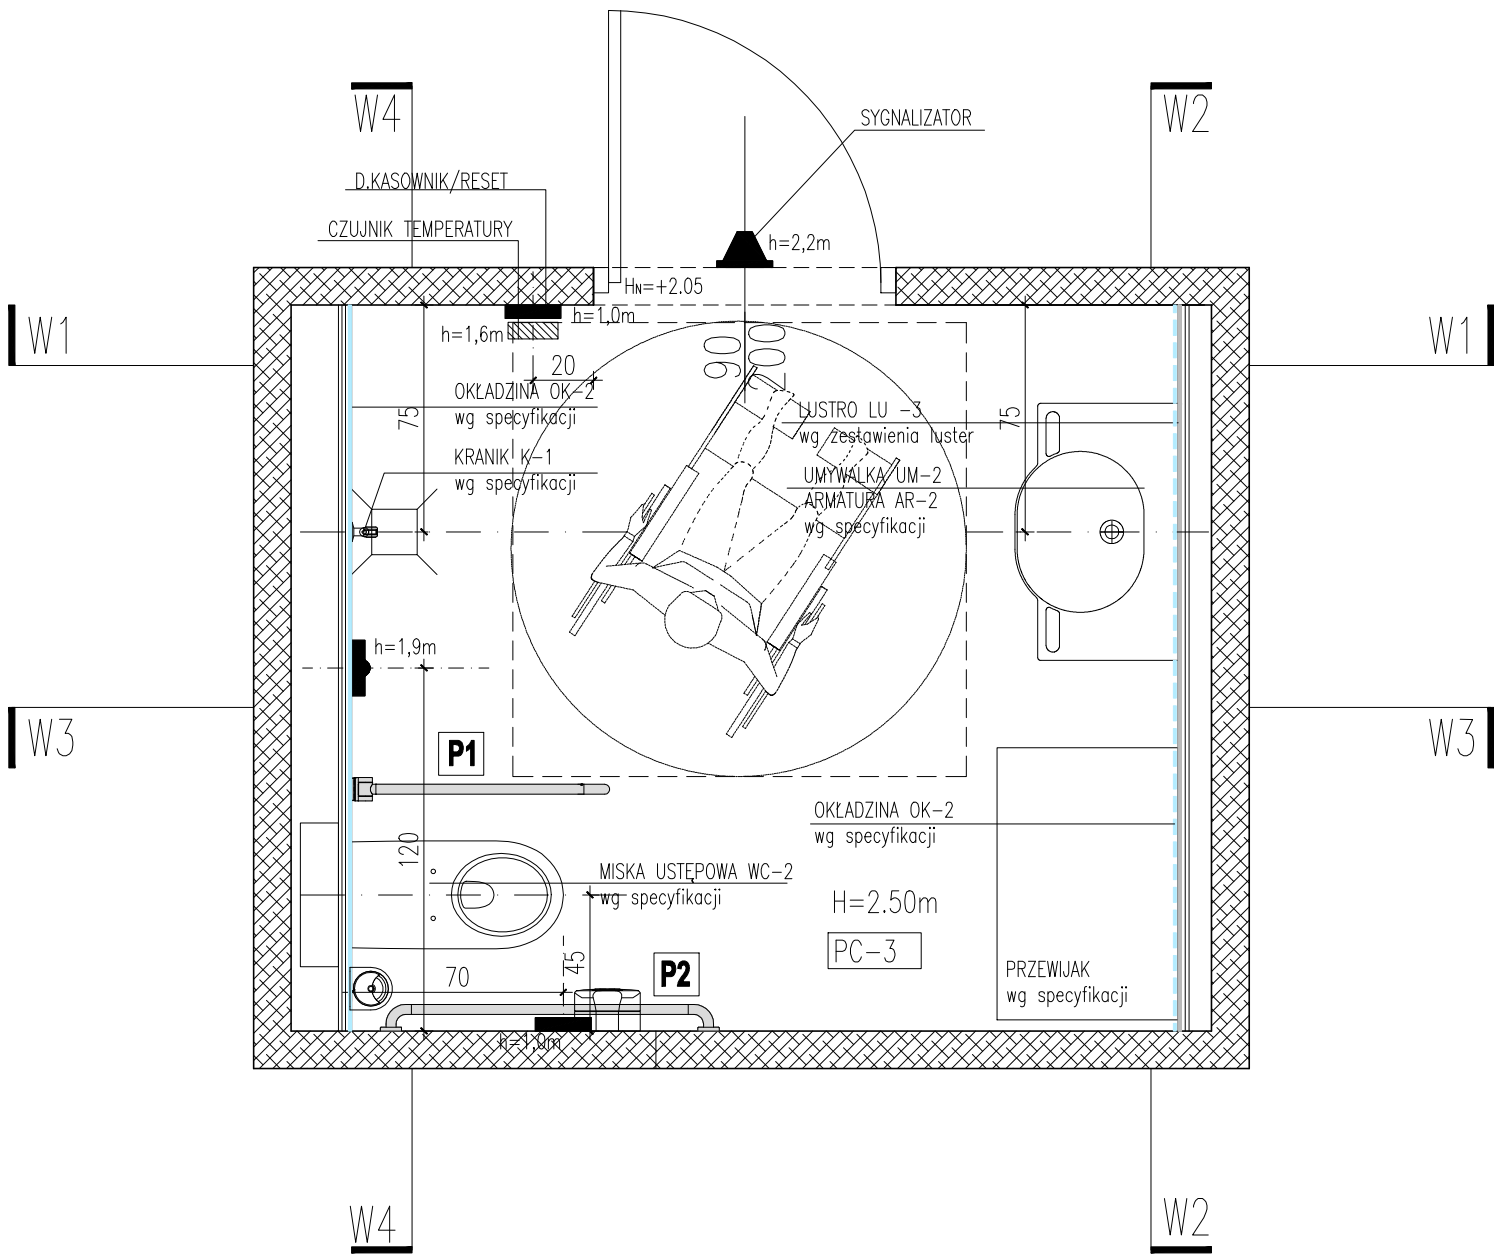 W4
W2
SYGNALIZATOR
D.KASOWNIK/RESET
CZUJNIK TEMPERATURY
h=2,2m
HN=+2.05
h=1,0m
W1
W1
h=1,6m
90
200
20
OKŁADZINA OK-2
wg specyfikacji
75
LUSTRO LU -3
wg zestawienia luster
75
KRANIK K-1
wg specyfikacji
UMYWALKA UM-2
ARMATURA AR-2
wg specyfikacji
h=1,9m
W3
W3
P1
OKŁADZINA OK-2
wg specyfikacji
120
MISKA USTĘPOWA WC-2
wg specyfikacji
H=2.50m
PC-3
70
45
P2
PRZEWIJAK
wg specyfikacji
h=1,0m
W4
W2